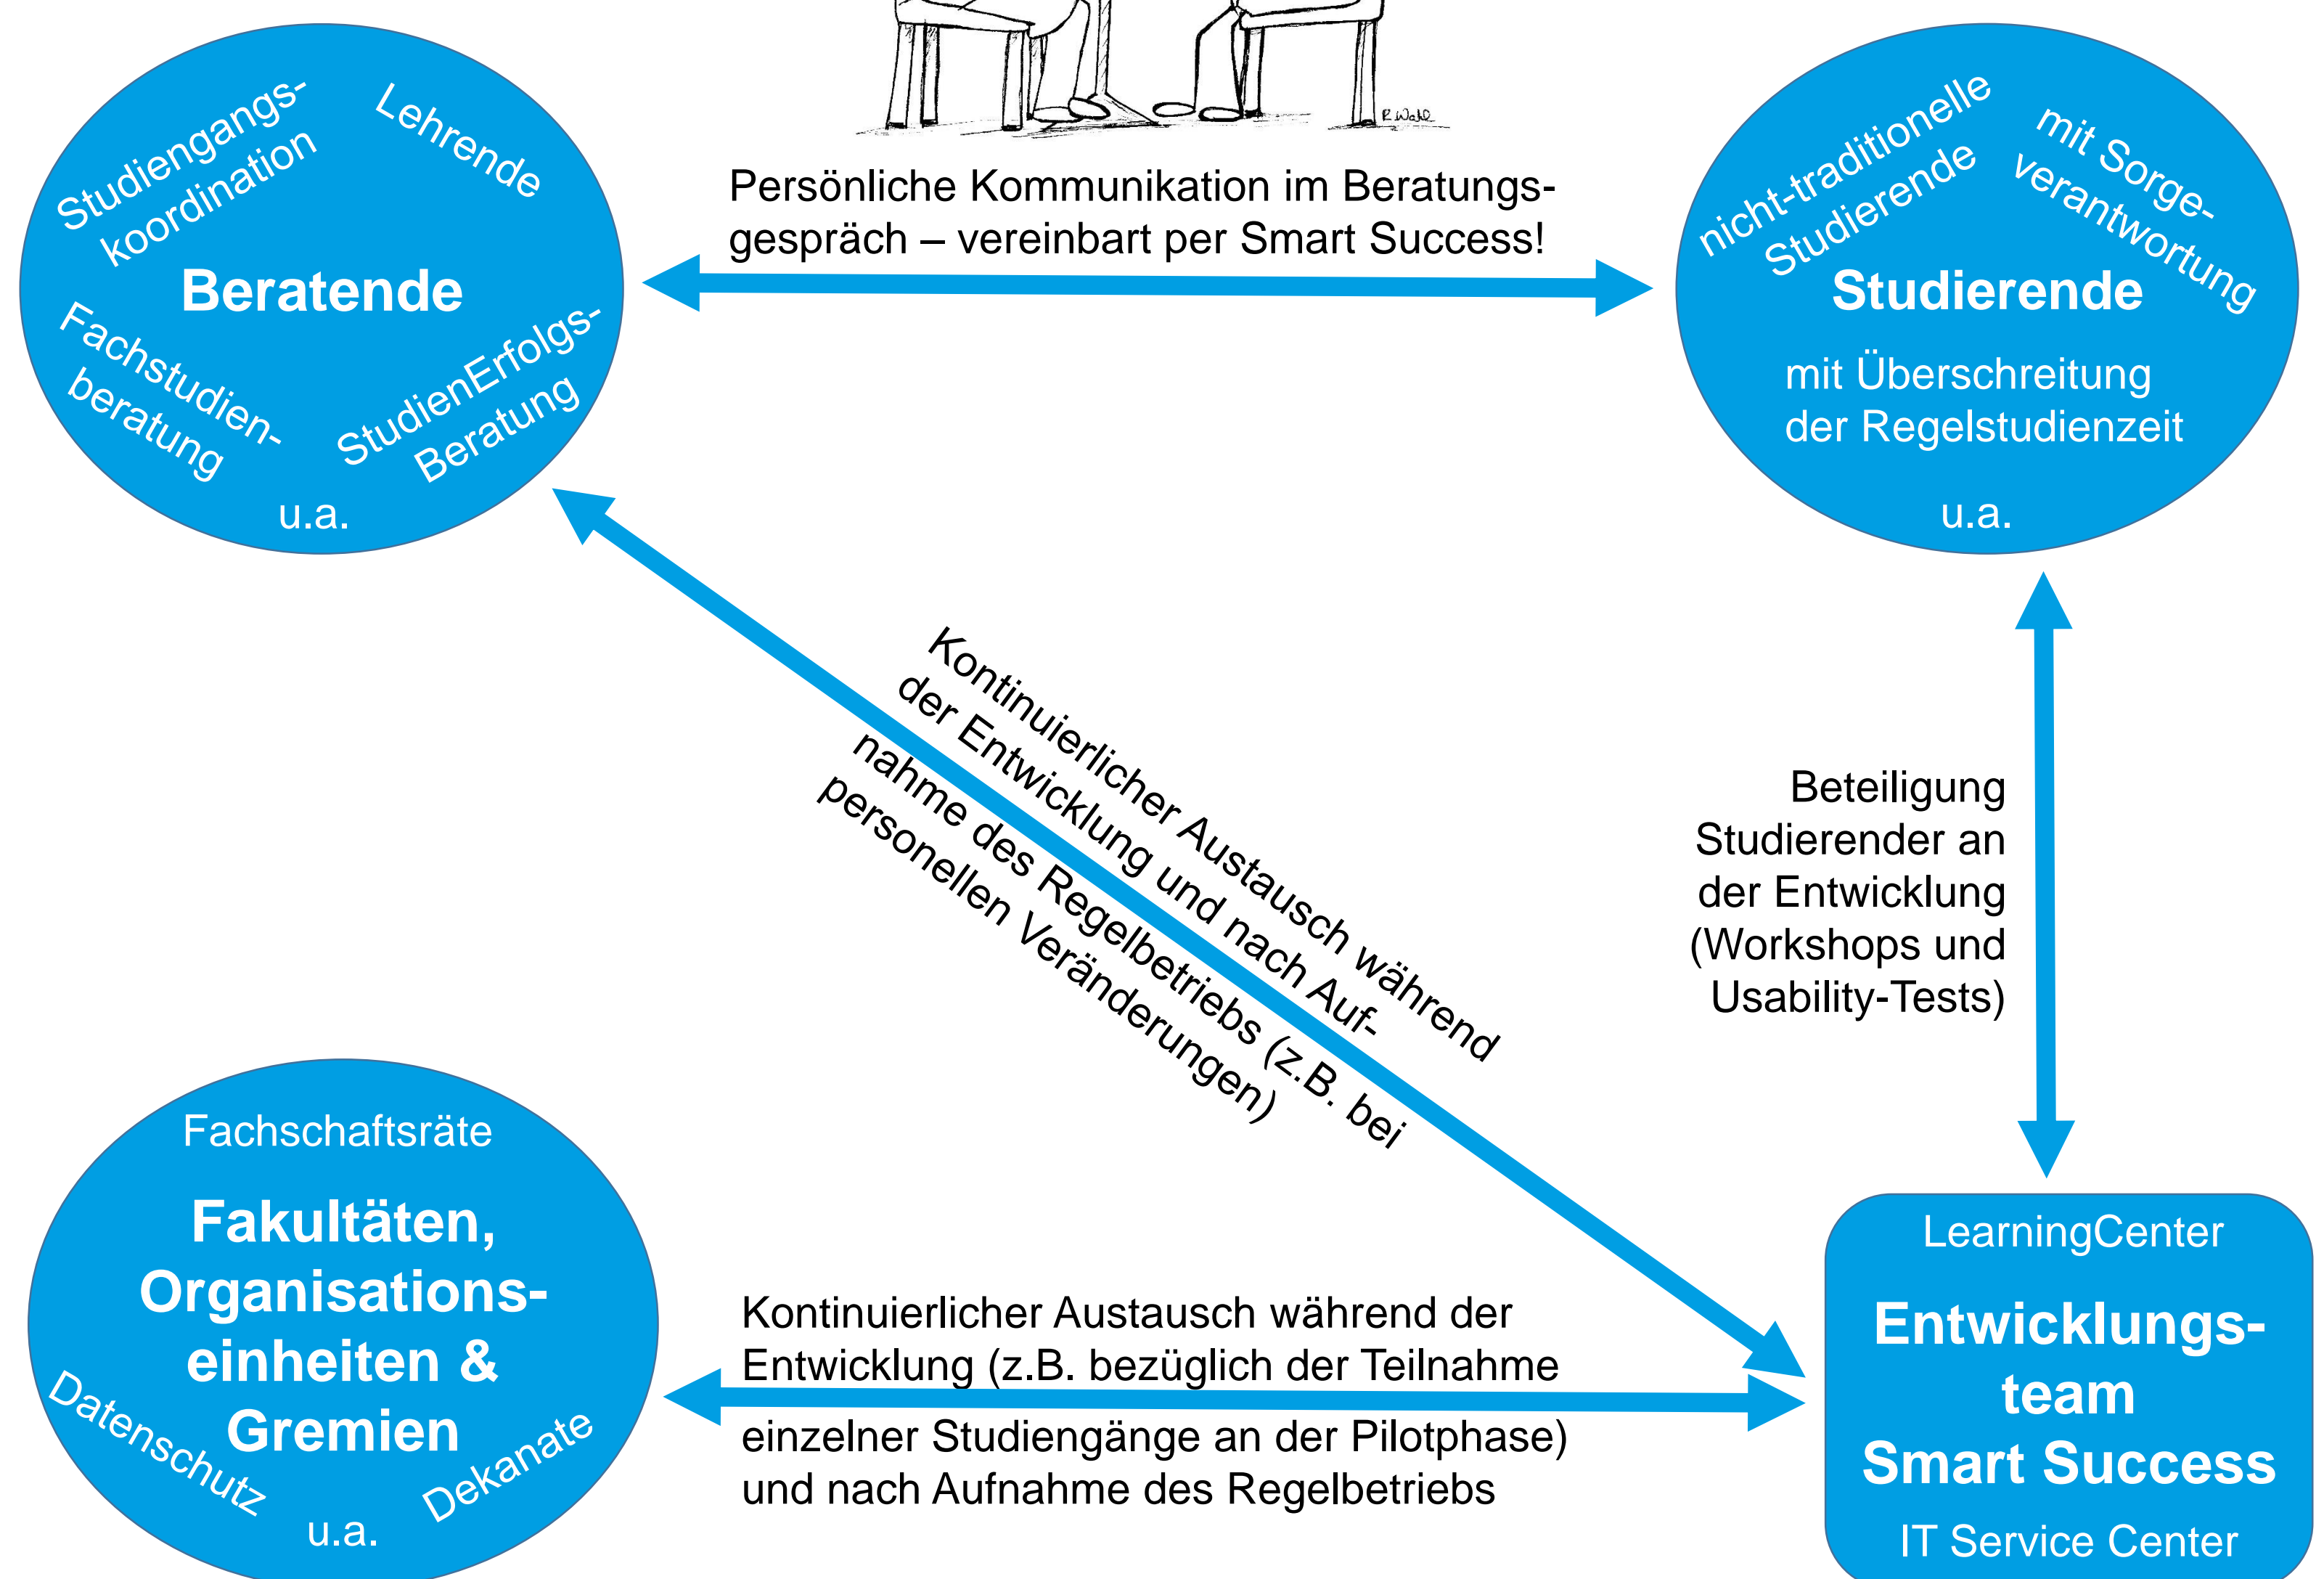 Studiengangs-
koordination
Lehrende
Beratende
Fachstudien-
beratung
StudienErfolgs-
Beratung
u.a.
R Wahl
Persönliche Kommunikation im Beratungs-
gespräch – vereinbart per Smart Success!
nicht-traditionelle
Studierende
mit Sorge-
verantwortung
Studierende
mit Überschreitung
der Regelstudienzeit
u.a.
Kontinuierlicher Austausch während
der Entwicklung und nach Auf-
nahme des Regelbetriebs (z.B. bei
personellen Veränderungen)
Beteiligung
Studierender an
der Entwicklung
(Workshops und
Usability-Tests)
Fachschaftsräte
Fakultäten,
Organisations-
einheiten &
Gremien
Datenschutz
Dekanate
u.a.
Kontinuierlicher Austausch während der
Entwicklung (z.B. bezüglich der Teilnahme
einzelner Studiengänge an der Pilotphase)
und nach Aufnahme des Regelbetriebs
LearningCenter
Entwicklungs-
team
Smart Success
IT Service Center